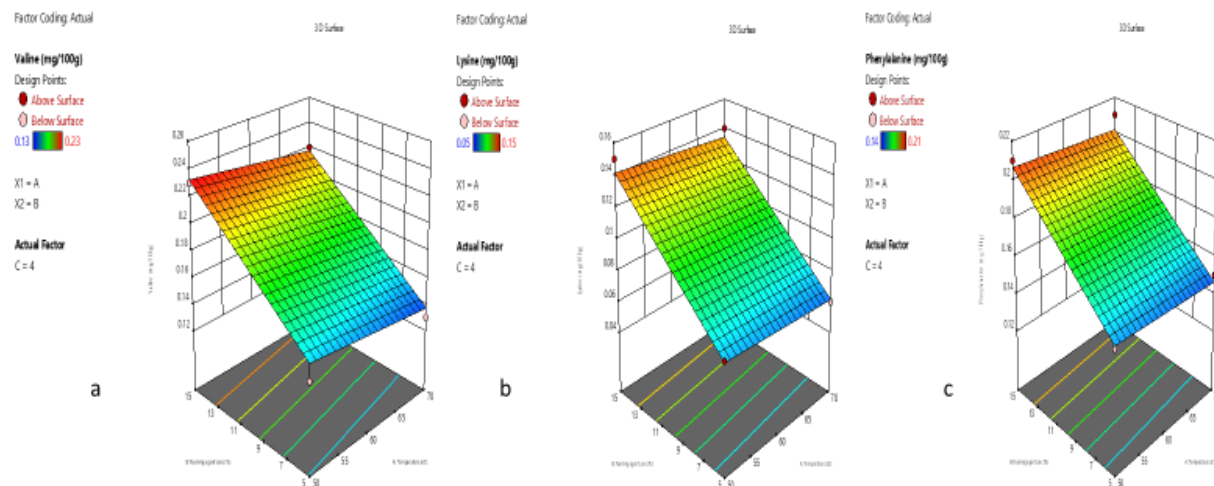 Factor Coding: Actual
3D Surface
Valine (mg/100g)
Design Points:
Above Surface
Below Surface
0.13 0.23
X1 = A
X2 = B
Actual Factor
C = 4
0.26
0.24
0.22
0.2
0.18
0.16
0.14
0.12
15
13
11
9
7
5
50
55
60
65
70
a
Factor Coding: Actual
3D Surface
Lysine (mg/100g)
Design Points:
Above Surface
Below Surface
0.05 0.15
X1 = A
X2 = B
Actual Factor
C = 4
0.16
0.14
0.12
0.1
0.08
0.06
0.04
15
13
11
9
7
55
60
65
70
b
Factor Coding: Actual
3D Surface
Phenylalanine (mg/100g)
Design Points:
Above Surface
Below Surface
0.14 0.21
X1 = A
X2 = B
Actual Factor
C = 4
0.22
0.2
0.18
0.16
0.14
0.12
15
13
11
9
7
5
50
55
60
65
c